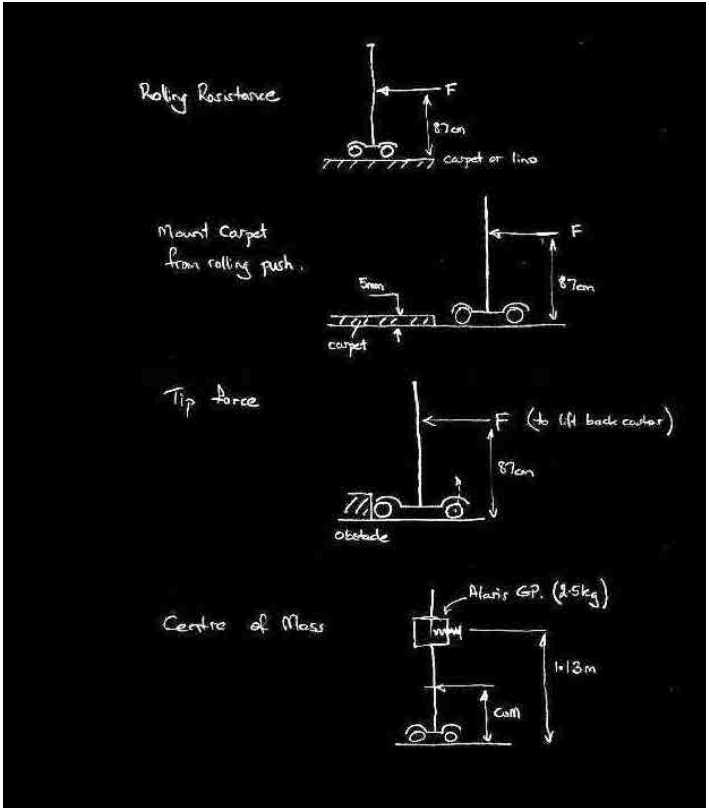 Rolling Resistance
F
87cm
carpet or lino
Mount Carpet
from rolling push.
F
5mm
87cm
carpet
Tip force
F (to lift back castor)
87cm
obstacle
Centre of Mass
Alaris GP. (2.5kg)
1.13m
COM